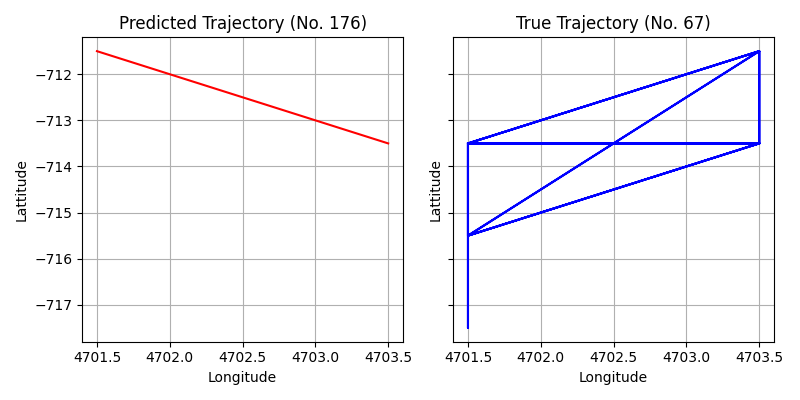 Predicted Trajectory (No. 176)
True Trajectory (No. 67)
−712
−713
−714
−715
−716
−717
Lattitude
Lattitude
4701.5 4702.0 4702.5 4703.0 4703.5
4701.5 4702.0 4702.5 4703.0 4703.5
Longitude
Longitude